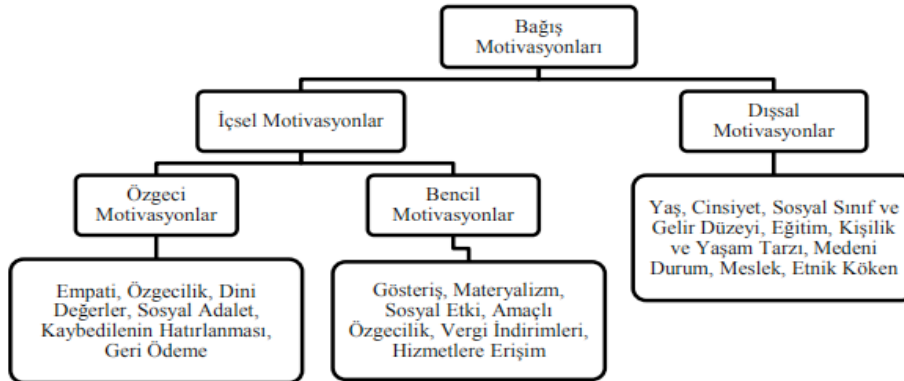 Bağış
Motivasyonları
İçsel Motivasyonlar
Dışsal
Motivasyonlar
Özgeci
Motivasyonlar
Bencil
Motivasyonlar
Yaş, Cinsiyet, Sosyal Sınıf ve
Gelir Düzeyi, Eğitim, Kişilik
ve Yaşam Tarzı, Medeni
Durum, Meslek, Etnik Köken
Empati, Özgecilik, Dini
Değerler, Sosyal Adalet,
Kaybedilenin Hatırlanması,
Geri Ödeme
Gösteriş, Materyalizm,
Sosyal Etki, Amaçlı
Özgecilik, Vergi İndirimleri,
Hizmetlere Erişim